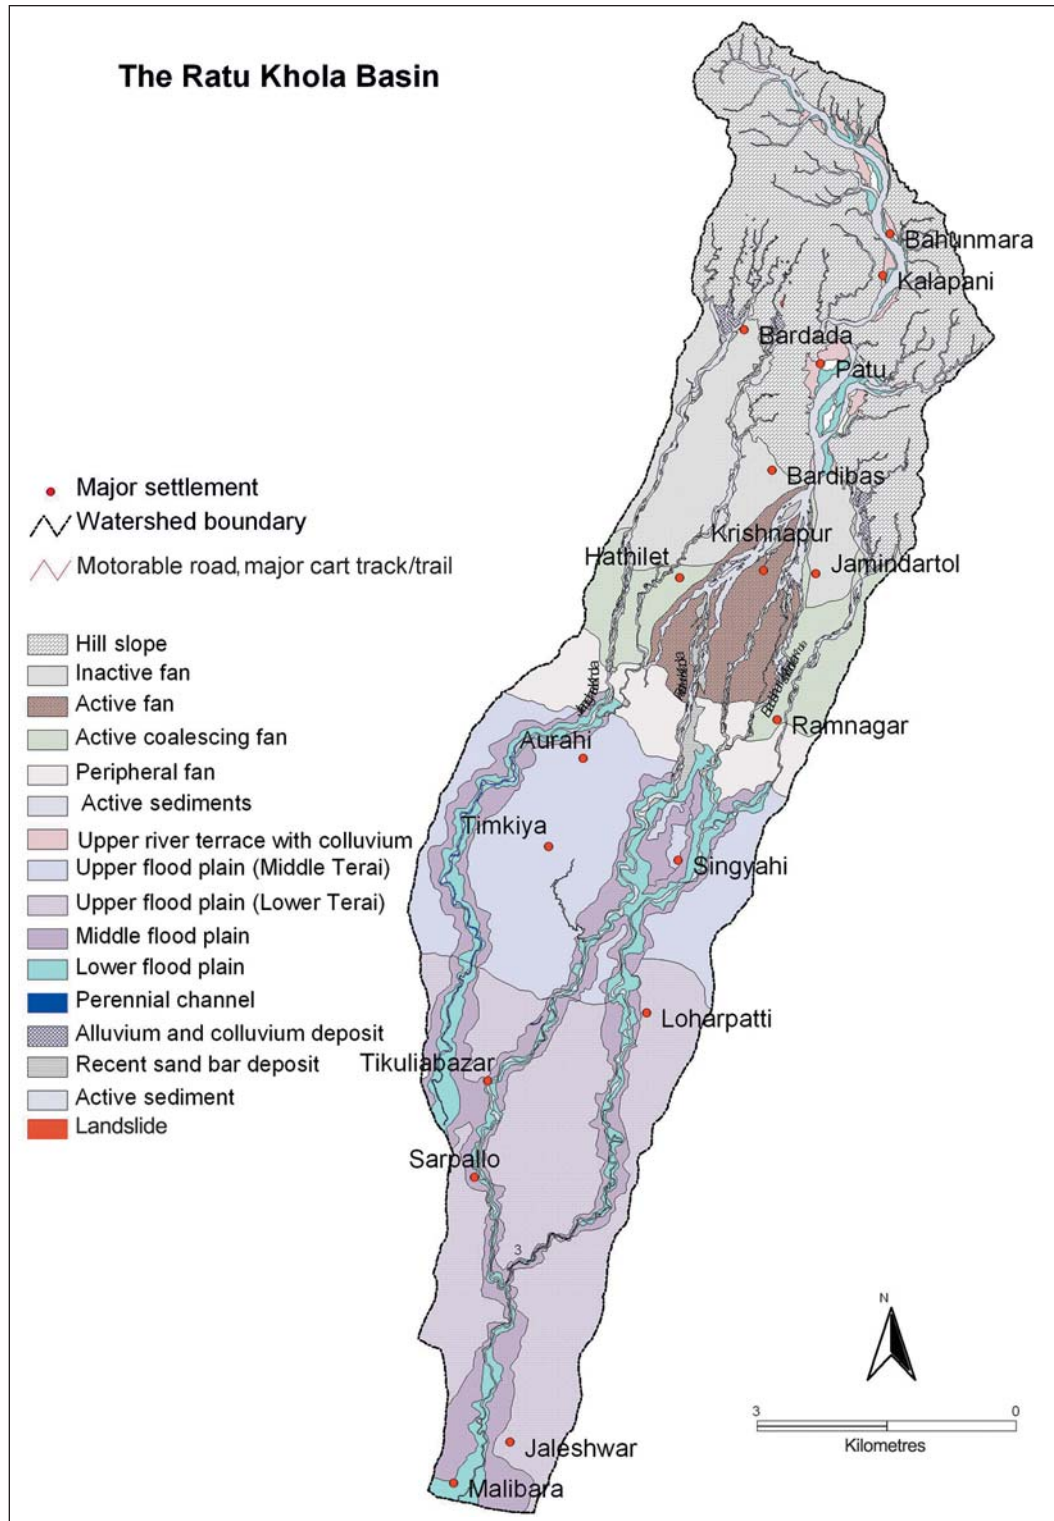 The Ratu Khola Basin
Bahunmara
Kalapani
Bardada
Patu
Bardibas
Krishnapur
Hathilet
Jamindartol
Ramnagar
Aurahi
Timkiya
Singyahi
Loharpatti
Tikuliabazar
Sarpallo
3
Jaleshwar
Malibara
Major settlement
Watershed boundary
Motorable road, major cart track/trail
Hill slope
Inactive fan
Active fan
Active coalescing fan
Peripheral fan
Active sediments
Upper river terrace with colluvium
Upper flood plain (Middle Terai)
Upper flood plain (Lower Terai)
Middle flood plain
Lower flood plain
Perennial channel
Alluvium and colluvium deposit
Recent sand bar deposit
Active sediment
Landslide
N
3 0
Kilometres